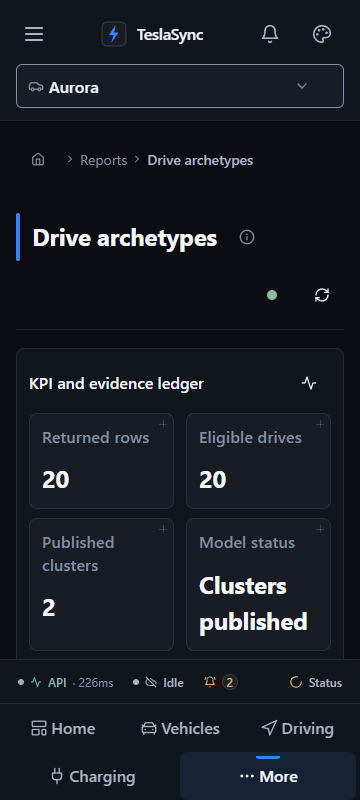 TeslaSync
Aurora
Reports
Drive archetypes
Drive archetypes
KPI and evidence ledger
Returned rows
20
Eligible drives
20
Published
clusters
2
Model status
Clusters
published
API · 226ms
Idle
2
Status
Home
Vehicles
Driving
Charging
More